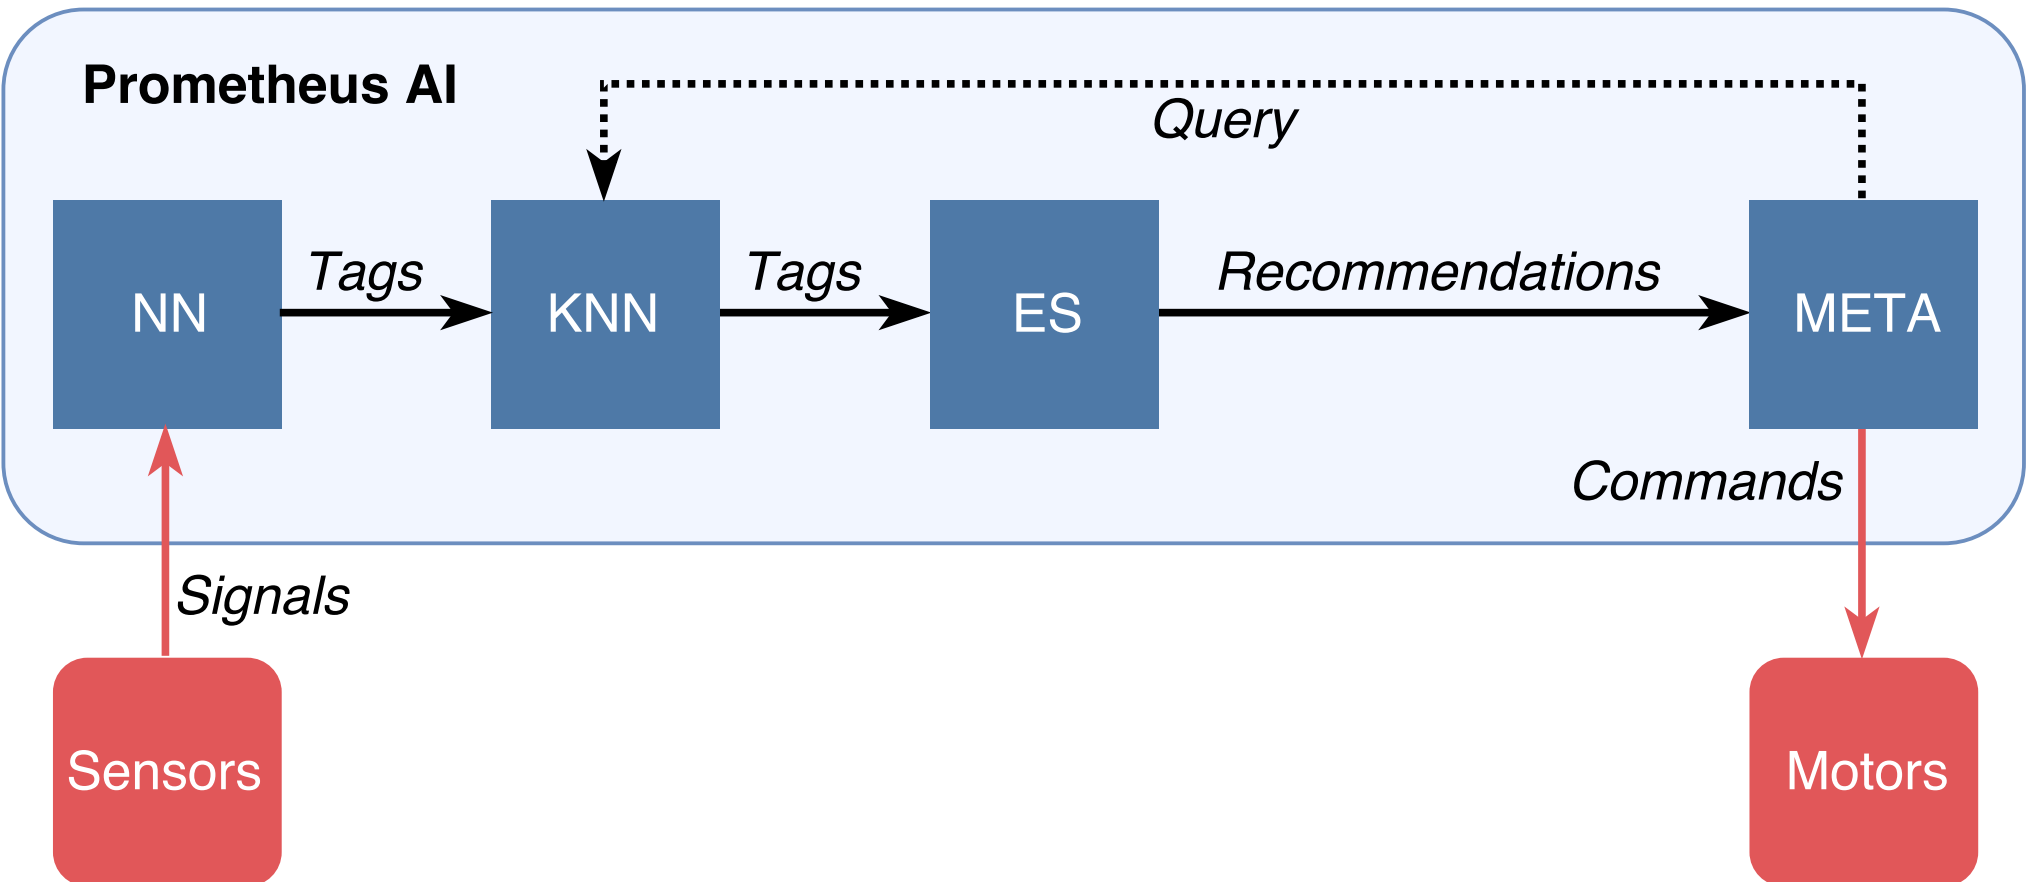 Prometheus AI
Query
Tags
Tags
Recommendations
NN
KNN
ES
META
Commands
Signals
Sensors
Motors